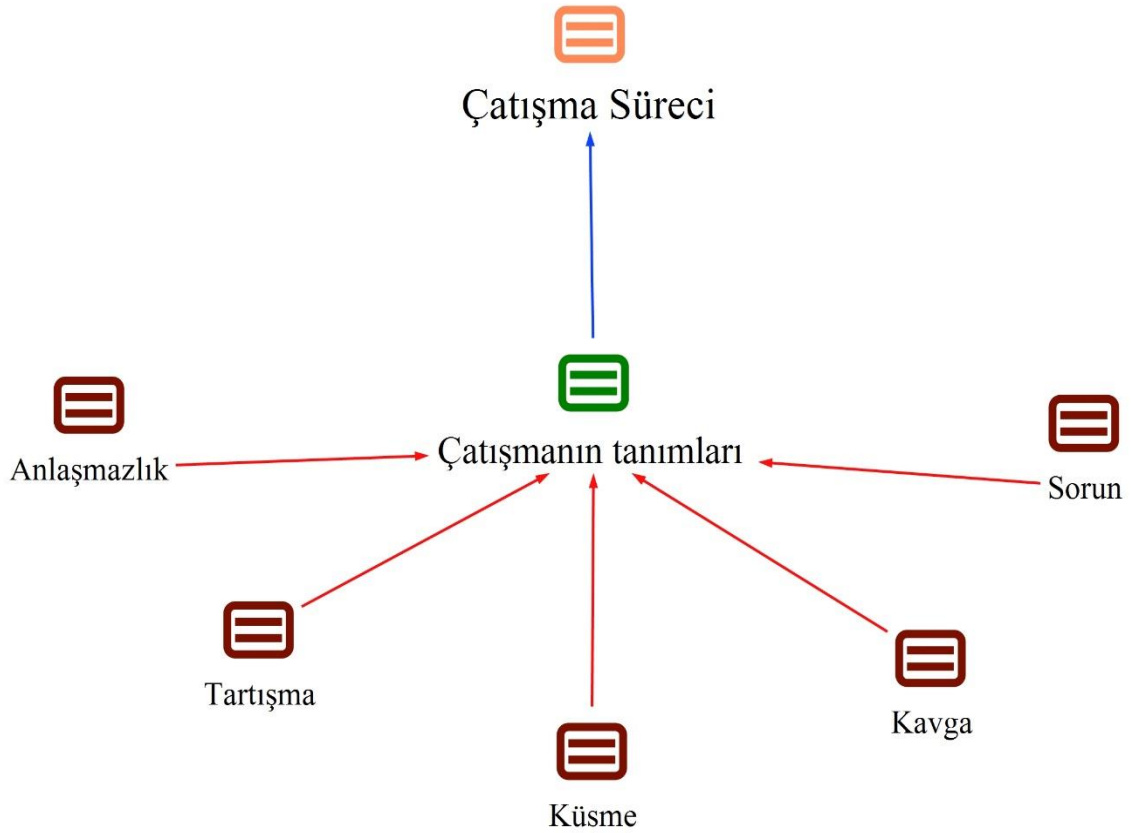 Çatışma Süreci
Çatışmanın tanımları
Anlaşmazlık
Sorun
Tartışma
Kavga
Küsme